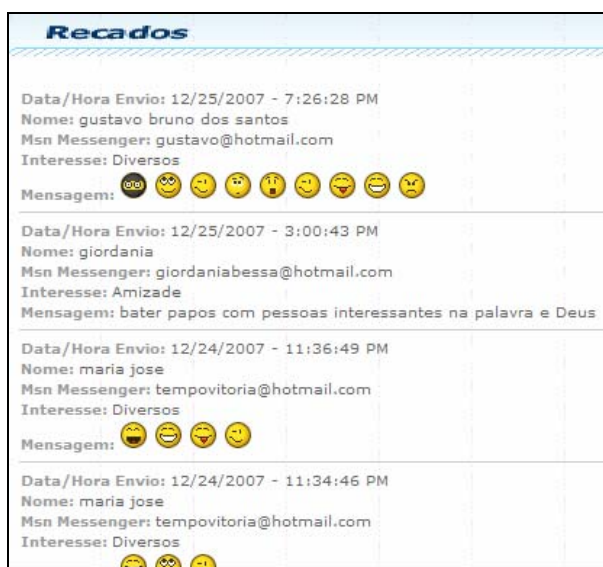 Recados
Data/Hora Envio: 12/25/2007 - 7:26:28 PM
Nome: gustavo bruno dos santos
Msn Messenger: gustavo@hotmail.com
Interesse: Diversos
Mensagem:
Data/Hora Envio: 12/25/2007 - 3:00:43 PM
Nome: giordania
Msn Messenger: giordaniabessa@hotmail.com
Interesse: Amizade
Mensagem: bater papos com pessoas interessantes na palavra e Deus
Data/Hora Envio: 12/24/2007 - 11:36:49 PM
Nome: maria jose
Msn Messenger: tempovitoria@hotmail.com
Interesse: Diversos
Mensagem:
Data/Hora Envio: 12/24/2007 - 11:34:46 PM
Nome: maria jose
Msn Messenger: tempovitoria@hotmail.com
Interesse: Diversos